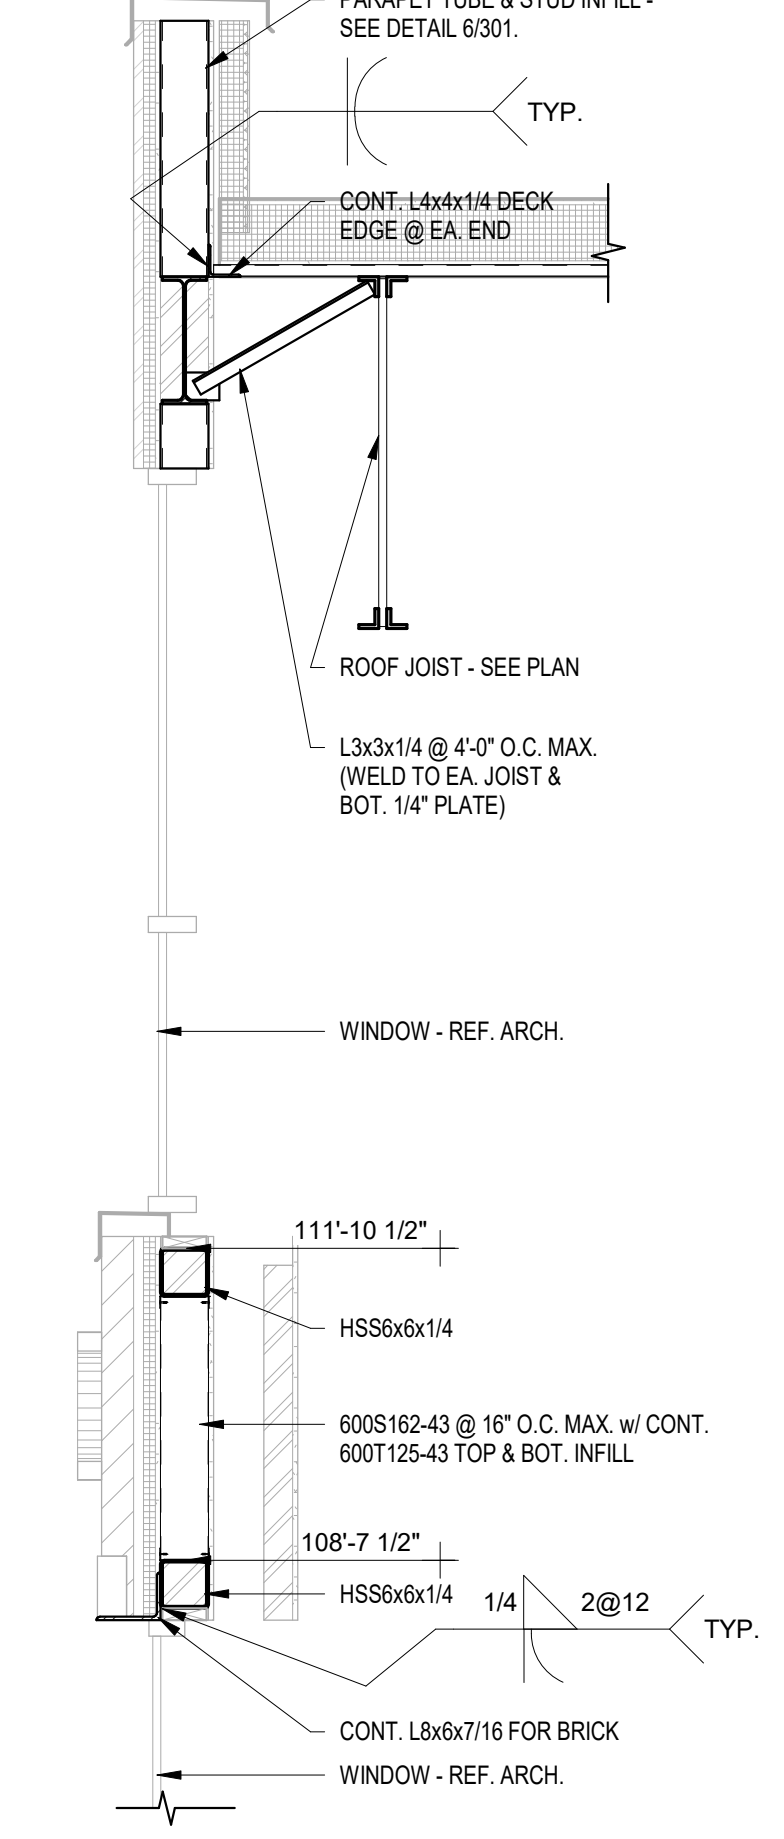 PARAPET TUBE & STUD INFILL -
SEE DETAIL 6/301.
TYP.
CONT. L4x4x1/4 DECK
EDGE @ EA. END
ROOF JOIST - SEE PLAN
L3x3x1/4 @ 4'-0" O.C. MAX.
(WELD TO EA. JOIST &
BOT. 1/4" PLATE)
WINDOW - REF. ARCH.
111'-10 1/2"
HSS6x6x1/4
600S162-43 @ 16" O.C. MAX. w/ CONT.
600T125-43 TOP & BOT. INFILL
108'-7 1/2"
HSS6x6x1/4
1/4 2@12
TYP.
CONT. L8x6x7/16 FOR BRICK
WINDOW - REF. ARCH.